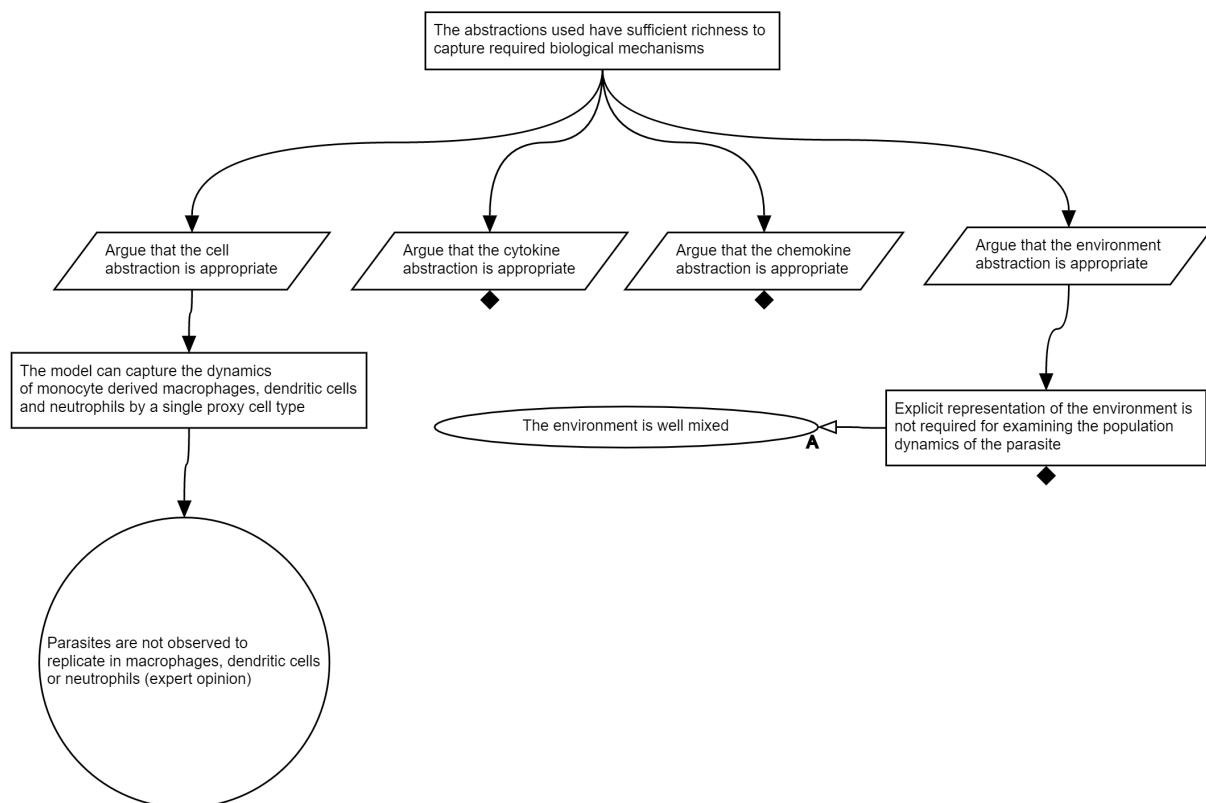 The abstractions used have sufficient richness to
capture required biological mechanisms
Argue that the cell
abstraction is appropriate
Argue that the cytokine
abstraction is appropriate
Argue that the chemokine
abstraction is appropriate
Argue that the environment
abstraction is appropriate
The model can capture the dynamics
of monocyte derived macrophages, dendritic cells
and neutrophils by a single proxy cell type
The environment is well mixed
A
Explicit representation of the environment is
not required for examining the population
dynamics of the parasite
Parasites are not observed to
replicate in macrophages, dendritic cells
or neutrophils (expert opinion)